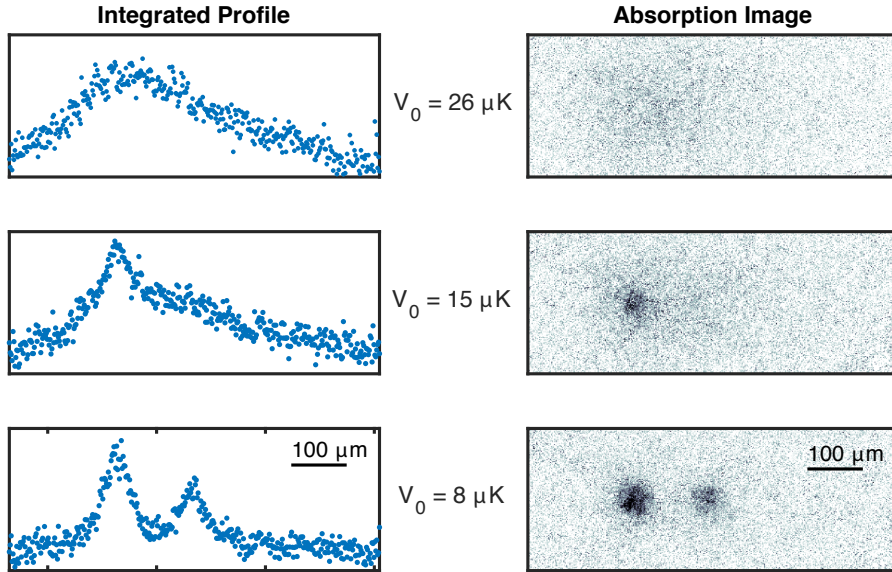 Integrated Profile
Absorption Image
V₀ = 26 μK
V₀ = 15 μK
100 μm
V₀ = 8 μK
100 μm